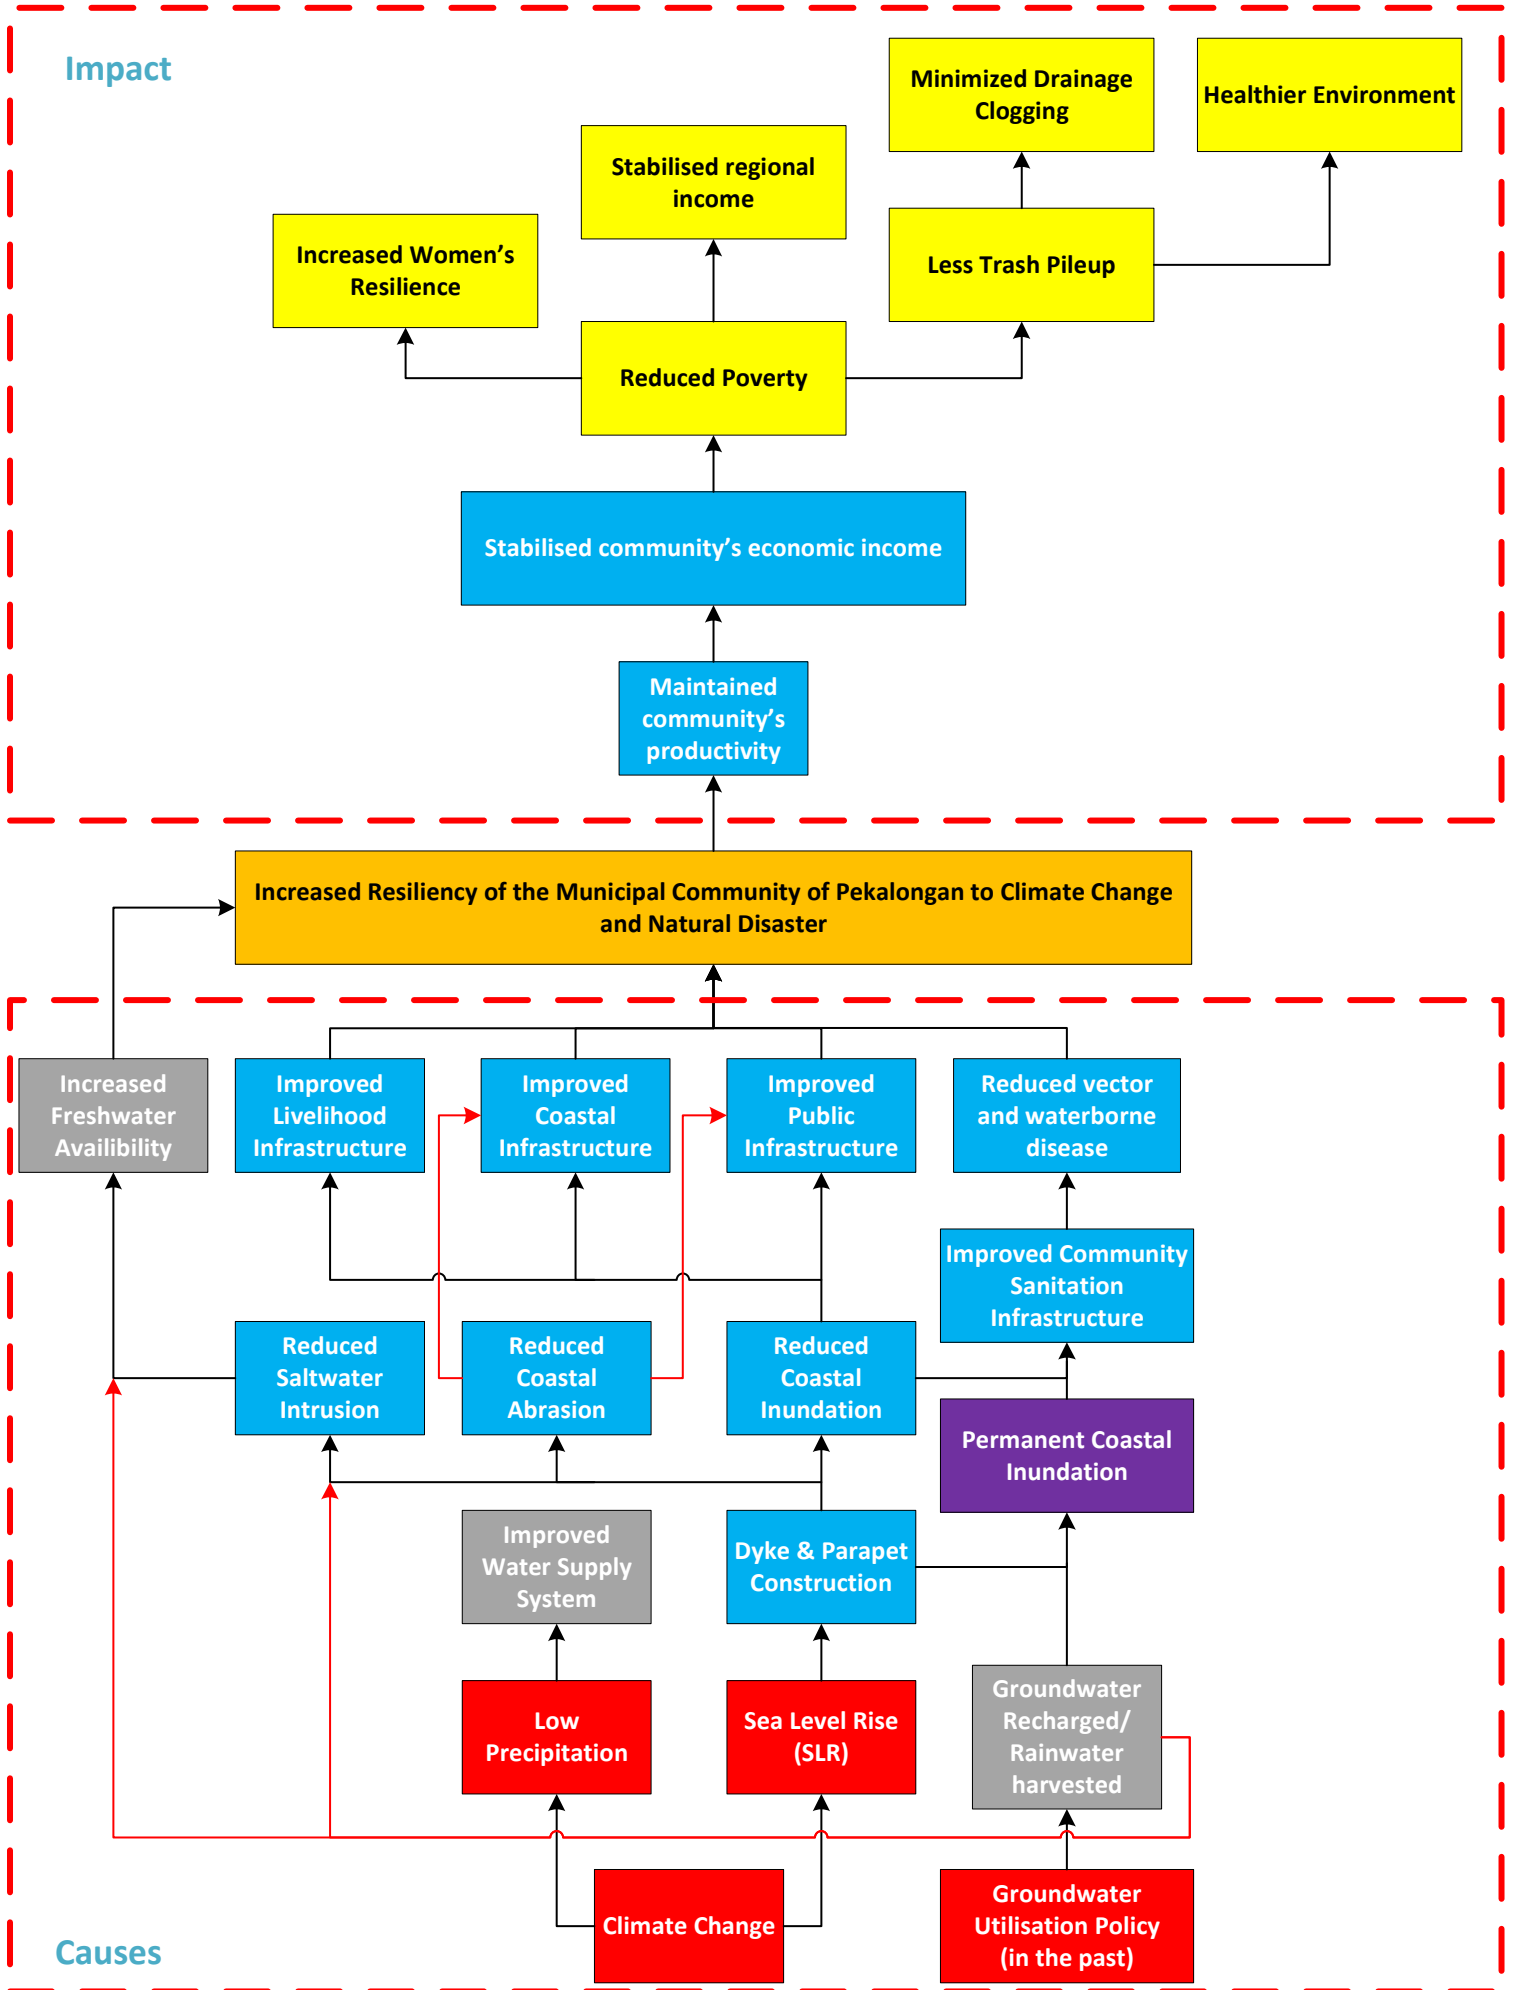 Impact
Minimized Drainage
Clogging
Healthier Environment
Stabilised regional
income
Increased Women's
Resilience
Less Trash Pileup
Reduced Poverty
Stabilised community's economic income
Maintained
community's
productivity
Increased Resiliency of the Municipal Community of Pekalongan to Climate Change
and Natural Disaster
Increased
Freshwater
Availibility
Improved
Livelihood
Infrastructure
Improved
Coastal
Infrastructure
Improved
Public
Infrastructure
Reduced vector
and waterborne
disease
Improved Community
Sanitation
Infrastructure
Reduced
Saltwater
Intrusion
Reduced
Coastal
Abrasion
Reduced
Coastal
Inundation
Permanent Coastal
Inundation
Improved
Water Supply
System
Dyke & Parapet
Construction
Low
Precipitation
Sea Level Rise
(SLR)
Groundwater
Recharged/
Rainwater
harvested
Climate Change
Groundwater
Utilisation Policy
(in the past)
Causes